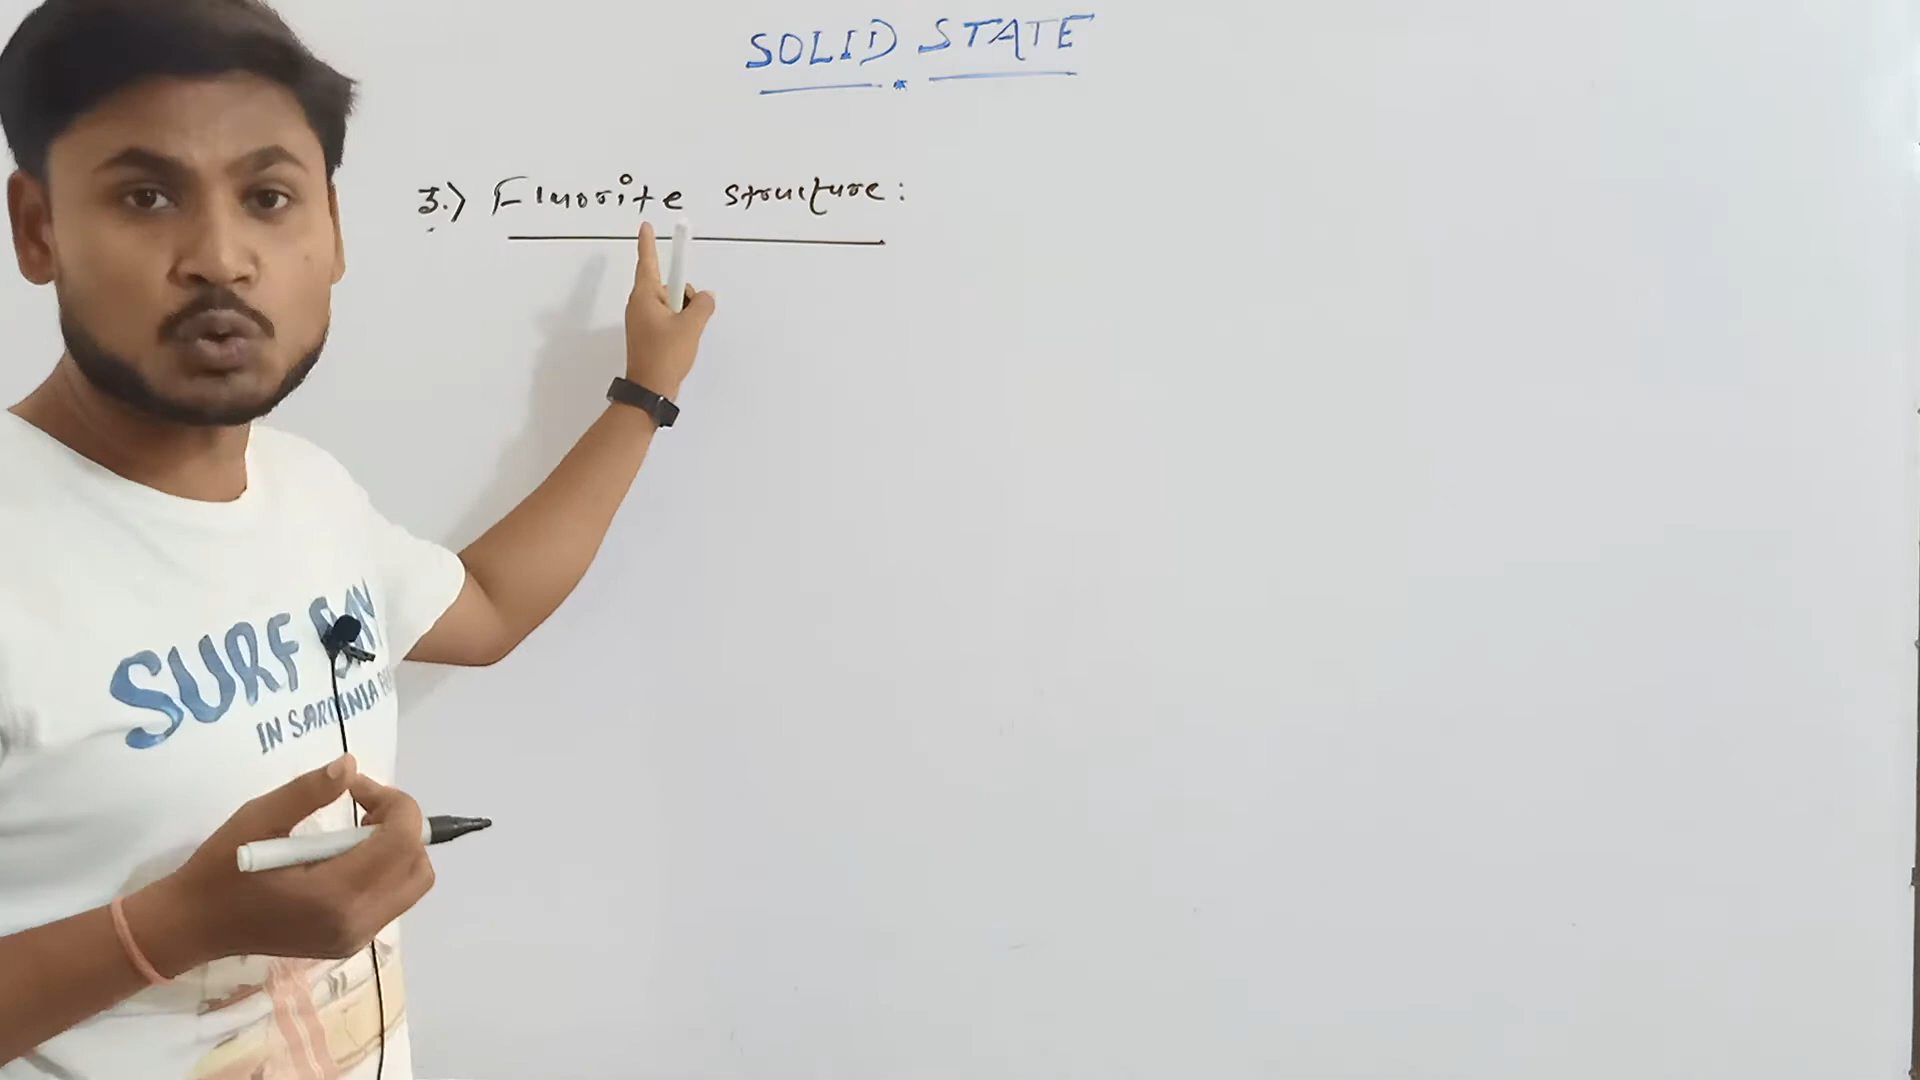 SOLID STATE
3.) Fluorite structure:
SURF BAY
IN SARDINIA